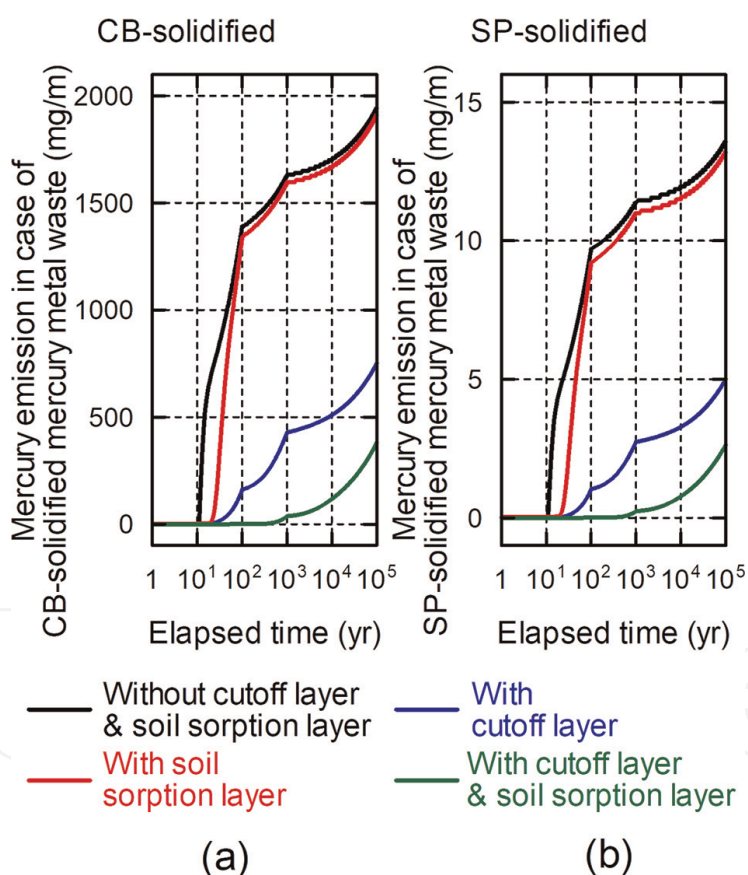 CB-solidified
SP-solidified
Mercury emission in case of
CB-solidified mercury metal waste (mg/m)
2000
1500
1000
500
0
1 10¹ 10² 10³ 10⁴ 10⁵
Elapsed time (yr)
Mercury emission in case of
SP-solidified mercury metal waste (mg/m)
15
10
5
0
1 10¹ 10² 10³ 10⁴ 10⁵
Elapsed time (yr)
Without cutoff layer
& soil sorption layer
With
cutoff layer
With soil
sorption layer
With cutoff layer
& soil sorption layer
(a)
(b)